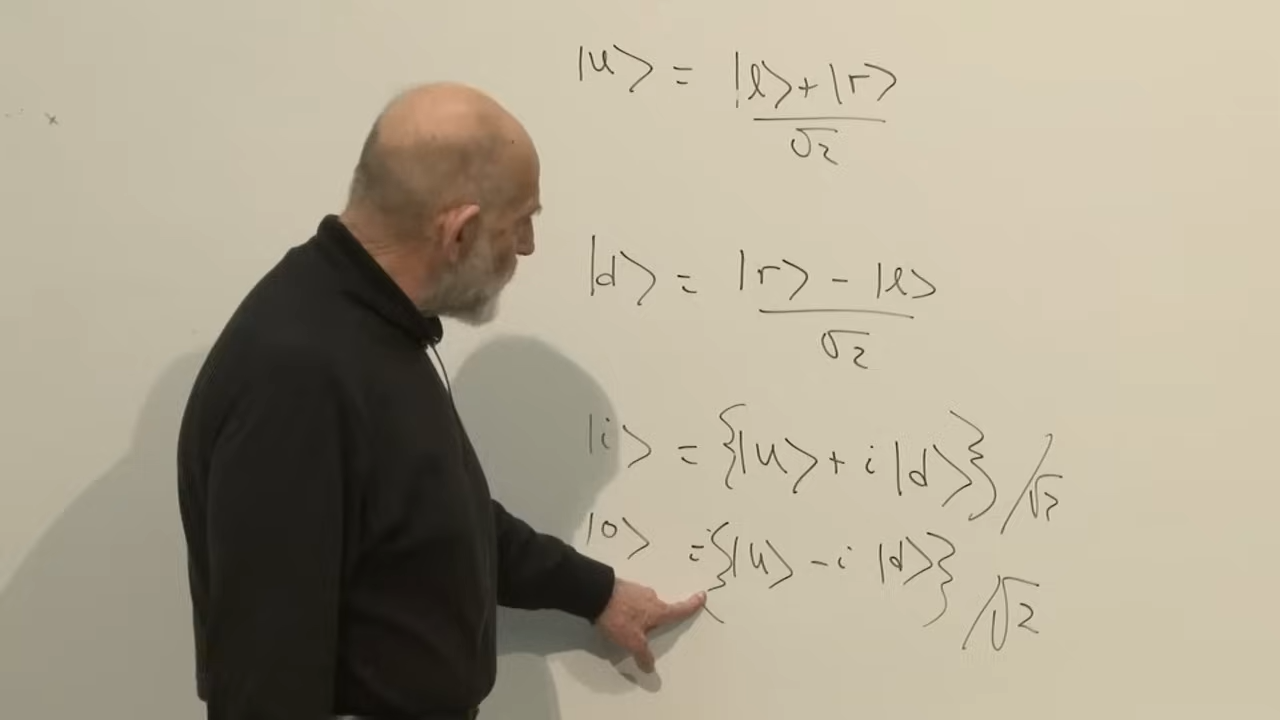 |u⟩ = |l⟩+|r⟩ / √2
|d⟩ = |r⟩ - |l⟩ / √2
|i⟩ = {|u⟩ + i |d⟩} / √2
|o⟩ = {|u⟩ - i |d⟩} / √2